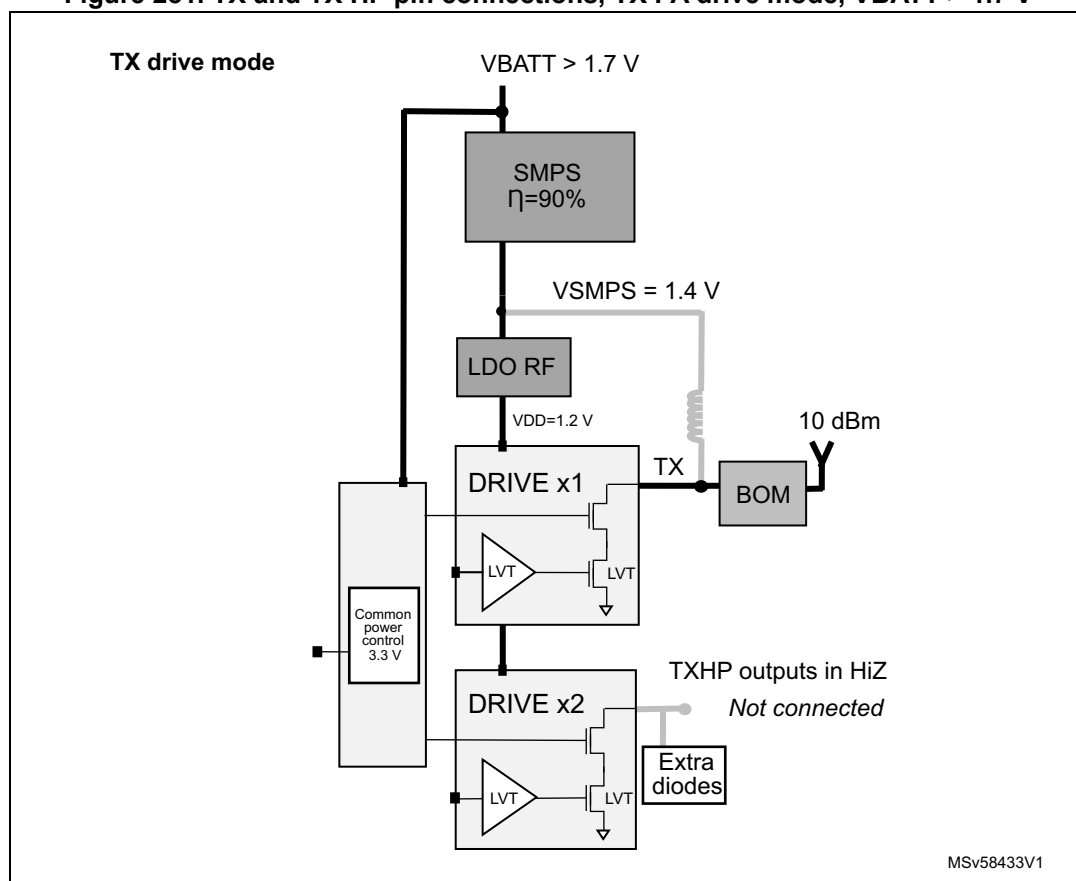 TX drive mode
VBATT > 1.7 V
SMPS
η=90%
VSMPS = 1.4 V
LDO RF
VDD=1.2 V
10 dBm
DRIVE x1
TX
BOM
LVT
LVT
Common
power
control
3.3 V
DRIVE x2
TXHP outputs in HiZ
Not connected
Extra
diodes
LVT
LVT
MSv58433V1